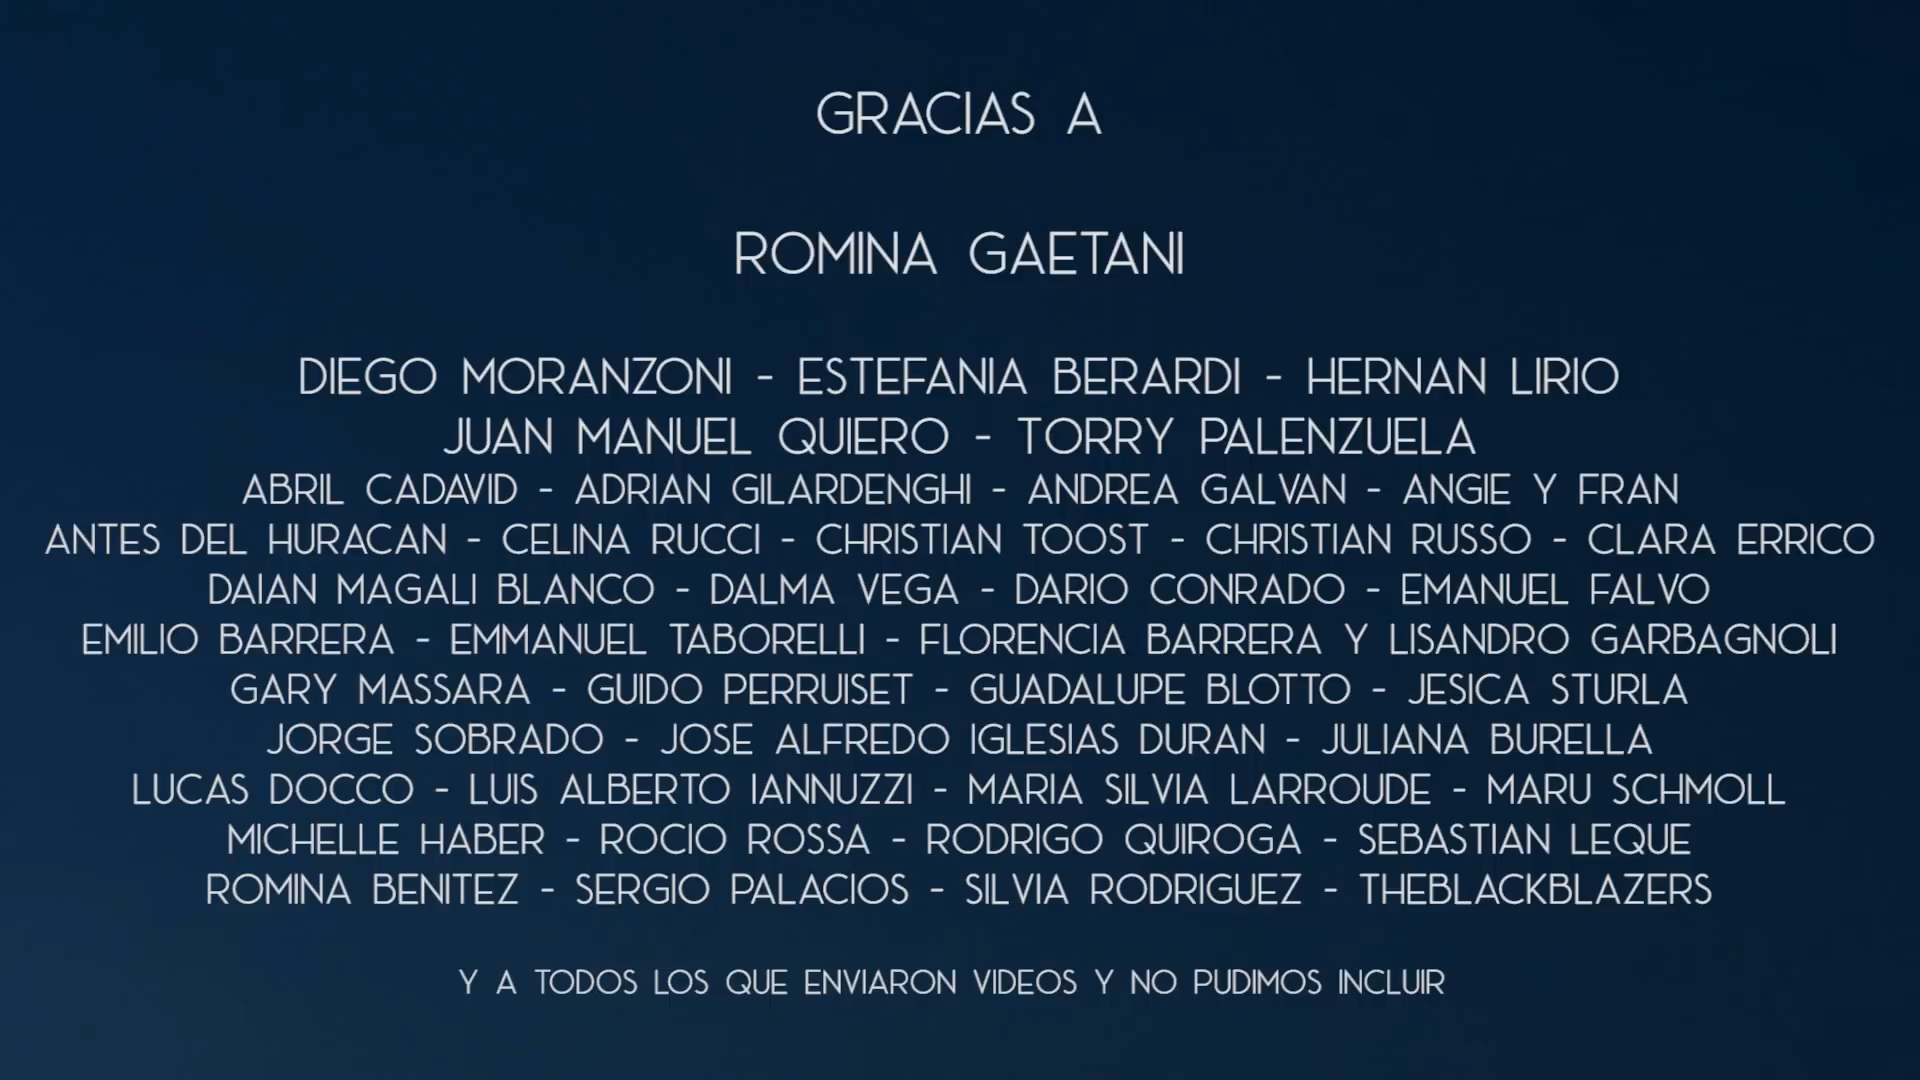 GRACIAS A
ROMINA GAETANI
DIEGO MORANZONI - ESTEFANIA BERARDI - HERNAN LIRIO
JUAN MANUEL QUIERO - TORRY PALENZUELA
ABRIL CADAVID - ADRIAN GILARDENGHI - ANDREA GALVAN - ANGIE Y FRAN
ANTES DEL HURACAN - CELINA RUCCI - CHRISTIAN TOOST - CHRISTIAN RUSSO - CLARA ERRICO
DAIAN MAGALI BLANCO - DALMA VEGA - DARIO CONRADO - EMANUEL FALVO
EMILIO BARRERA - EMMANUEL TABORELLI - FLORENCIA BARRERA Y LISANDRO GARBAGNOLI
GARY MASSARA - GUIDO PERRUISET - GUADALUPE BLOTTO - JESICA STURLA
JORGE SOBRADO - JOSE ALFREDO IGLESIAS DURAN - JULIANA BURELLA
LUCAS DOCCO - LUIS ALBERTO IANNUZZI - MARIA SILVIA LARROUDE - MARU SCHMOLL
MICHELLE HABER - ROCIO ROSSA - RODRIGO QUIROGA - SEBASTIAN LEQUE
ROMINA BENITEZ - SERGIO PALACIOS - SILVIA RODRIGUEZ - THEBLACKBLAZERS
Y A TODOS LOS QUE ENVIARON VIDEOS Y NO PUDIMOS INCLUIR